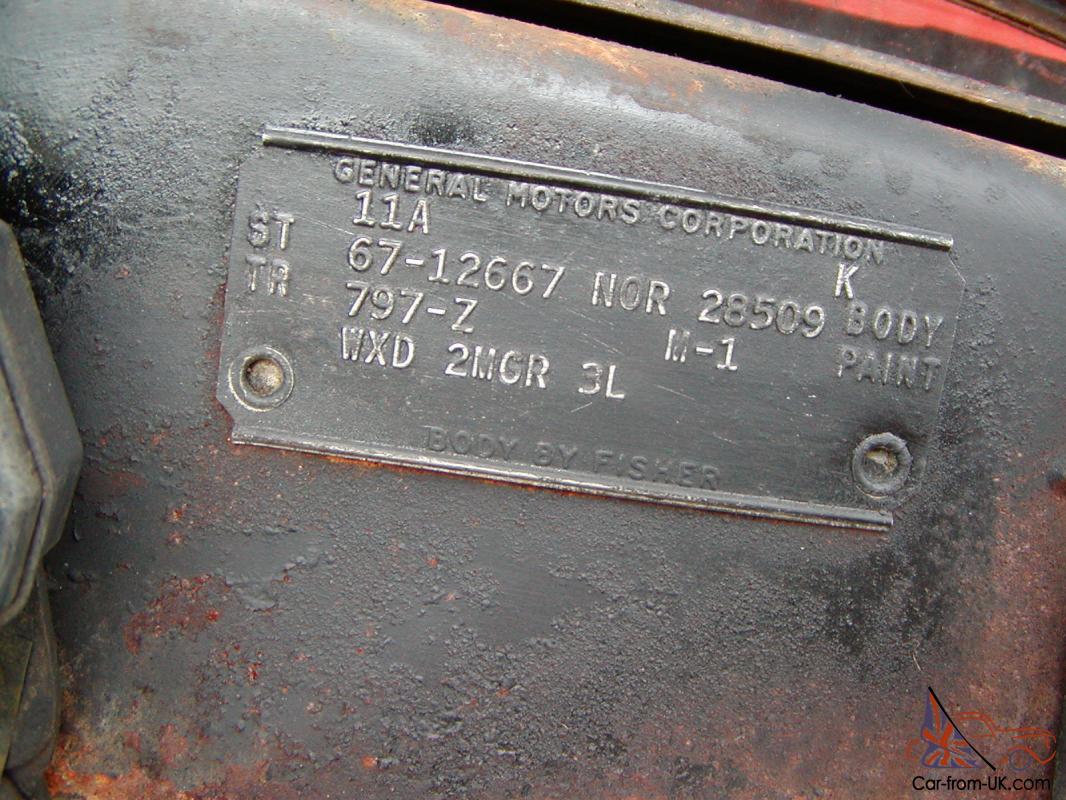 GENERAL MOTORS CORPORATION
11A K
ST 67-12667 NOR 28509 BODY
TR 797-Z M-1 PAINT
WXD 2MGR 3L
BODY BY FISHER
Car-from-UK.com